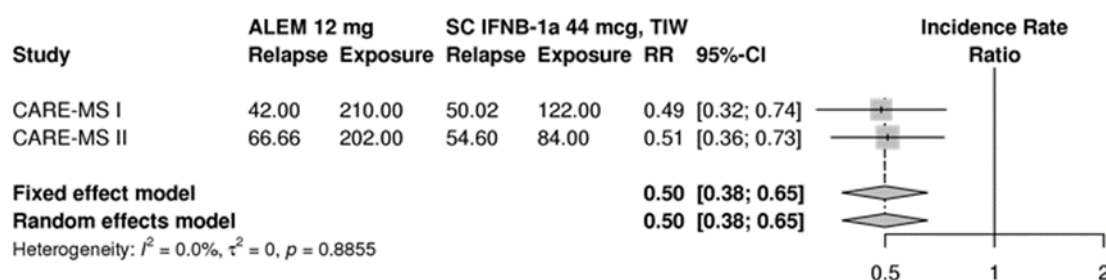 ALEM 12 mg SC IFNB-1a 44 mcg, TIW Incidence Rate
Study Relapse Exposure Relapse Exposure RR 95%-CI Ratio
CARE-MS I 42.00 210.00 50.02 122.00 0.49 [0.32; 0.74]
CARE-MS II 66.66 202.00 54.60 84.00 0.51 [0.36; 0.73]
Fixed effect model 0.50 [0.38; 0.65]
Random effects model 0.50 [0.38; 0.65]
Heterogeneity: I² = 0.0%, τ² = 0, p = 0.8855
0.5 1 2